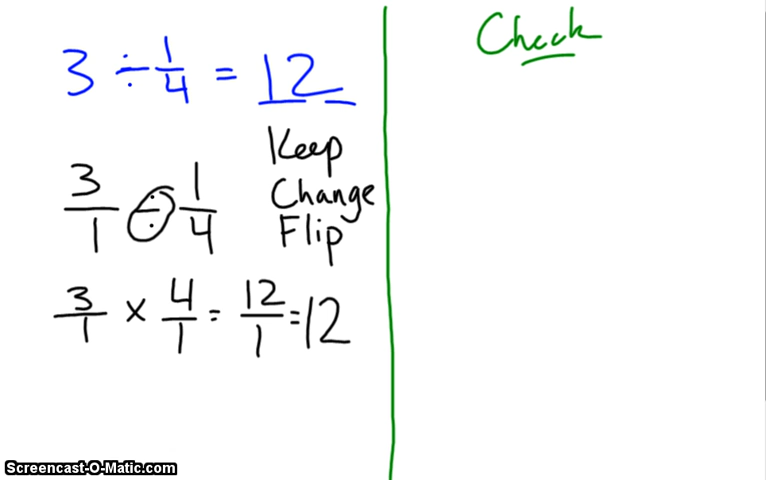 3 ÷ 1/4 = 12
Keep
Change
Flip
3/1 ÷ 1/4
3/1 × 4/1 = 12/1 = 12
Check
Screencast-O-Matic.com